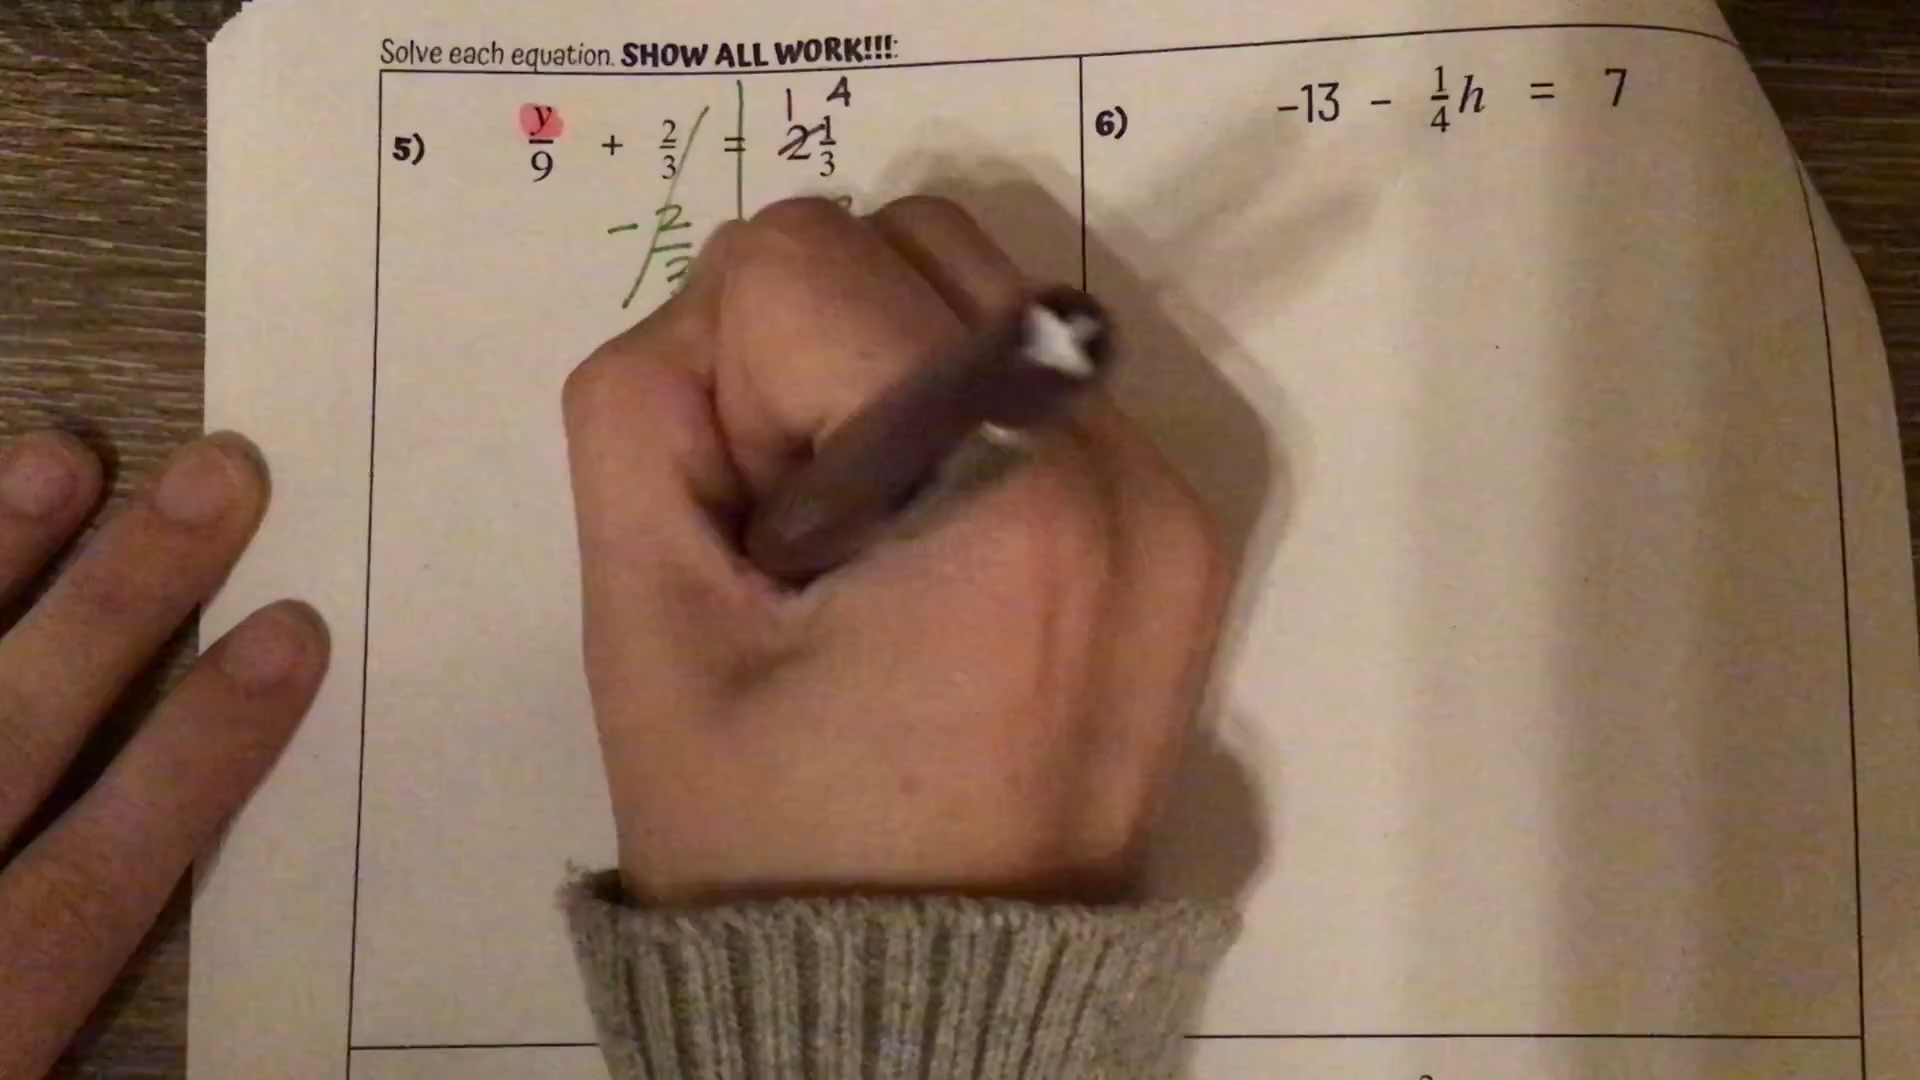 Solve each equation. SHOW ALL WORK!!!:
1 4
5) y/9 + 2/3 = 2 1/3
- 2/3
6) -13 - 1/4 h = 7